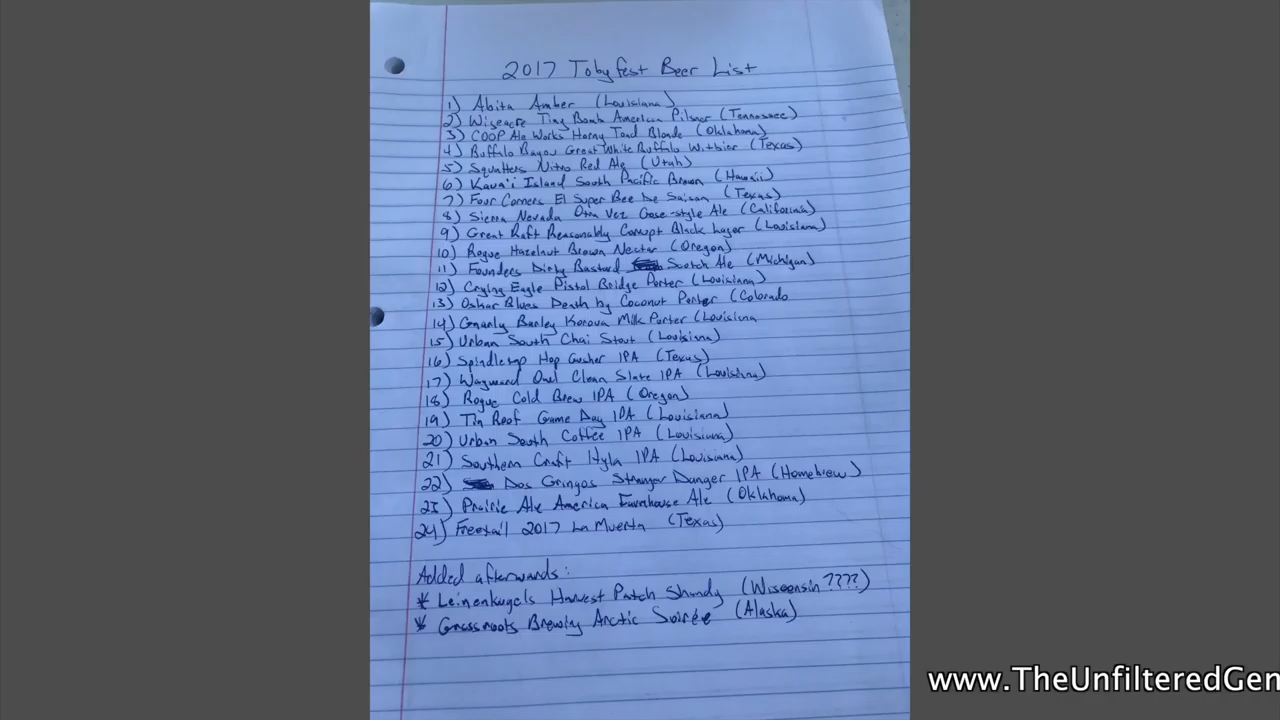 2017 Tobyfest Beer List
1) Abita Amber (Louisiana)
2) Wiseacre Tiny Bomb American Pilsner (Tennessee)
3) COOP Ale Works Horny Toad Blonde (Oklahoma)
4) Buffalo Bayou Great White Buffalo Witbier (Texas)
5) Squatters Nitro Red Ale (Utah)
6) Kaua'i Island South Pacific Brown (Hawaii)
7) Four Corners El Super Bee De Saison (Texas)
8) Sierra Nevada Otra Vez Gose-style Ale (California)
9) Great Raft Reasonably Corrupt Black Lager (Louisiana)
10) Rogue Hazelnut Brown Nectar (Oregon)
11) Founders Dirty Bastard Scotch Ale (Michigan)
12) Crying Eagle Pistol Bridge Porter (Louisiana)
13) Oskar Blues Death by Coconut Porter (Colorado
14) Gnarly Barley Korova Milk Porter (Louisiana
15) Urban South Chai Stout (Louisiana)
16) Spindletap Hop Gusher IPA (Texas)
17) Wayward Owl Clean Slate IPA (Louisiana)
18) Rogue Cold Brew IPA (Oregon)
19) Tin Roof Game Day IPA (Louisiana)
20) Urban South Coffee IPA (Louisiana)
21) Southern Craft Hyla IPA (Louisiana)
22) Dos Gringos Stranger Danger IPA (Homebrew)
23) Prairie Ale America Farmhouse Ale (Oklahoma)
24) Freetail 2017 La Muerta (Texas)
Added afterwards:
* Leinenkugels Harvest Patch Shandy (Wisconsin ????)
* Grassroots Brewing Arctic Soirée (Alaska)
www.TheUnfilteredGen